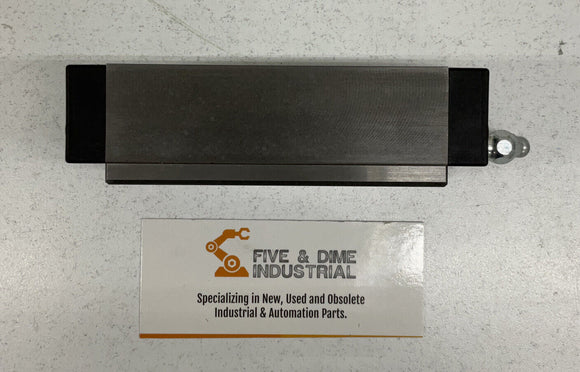 FIVE & DIME
INDUSTRIAL
Specializing in New, Used and Obsolete
Industrial & Automation Parts.